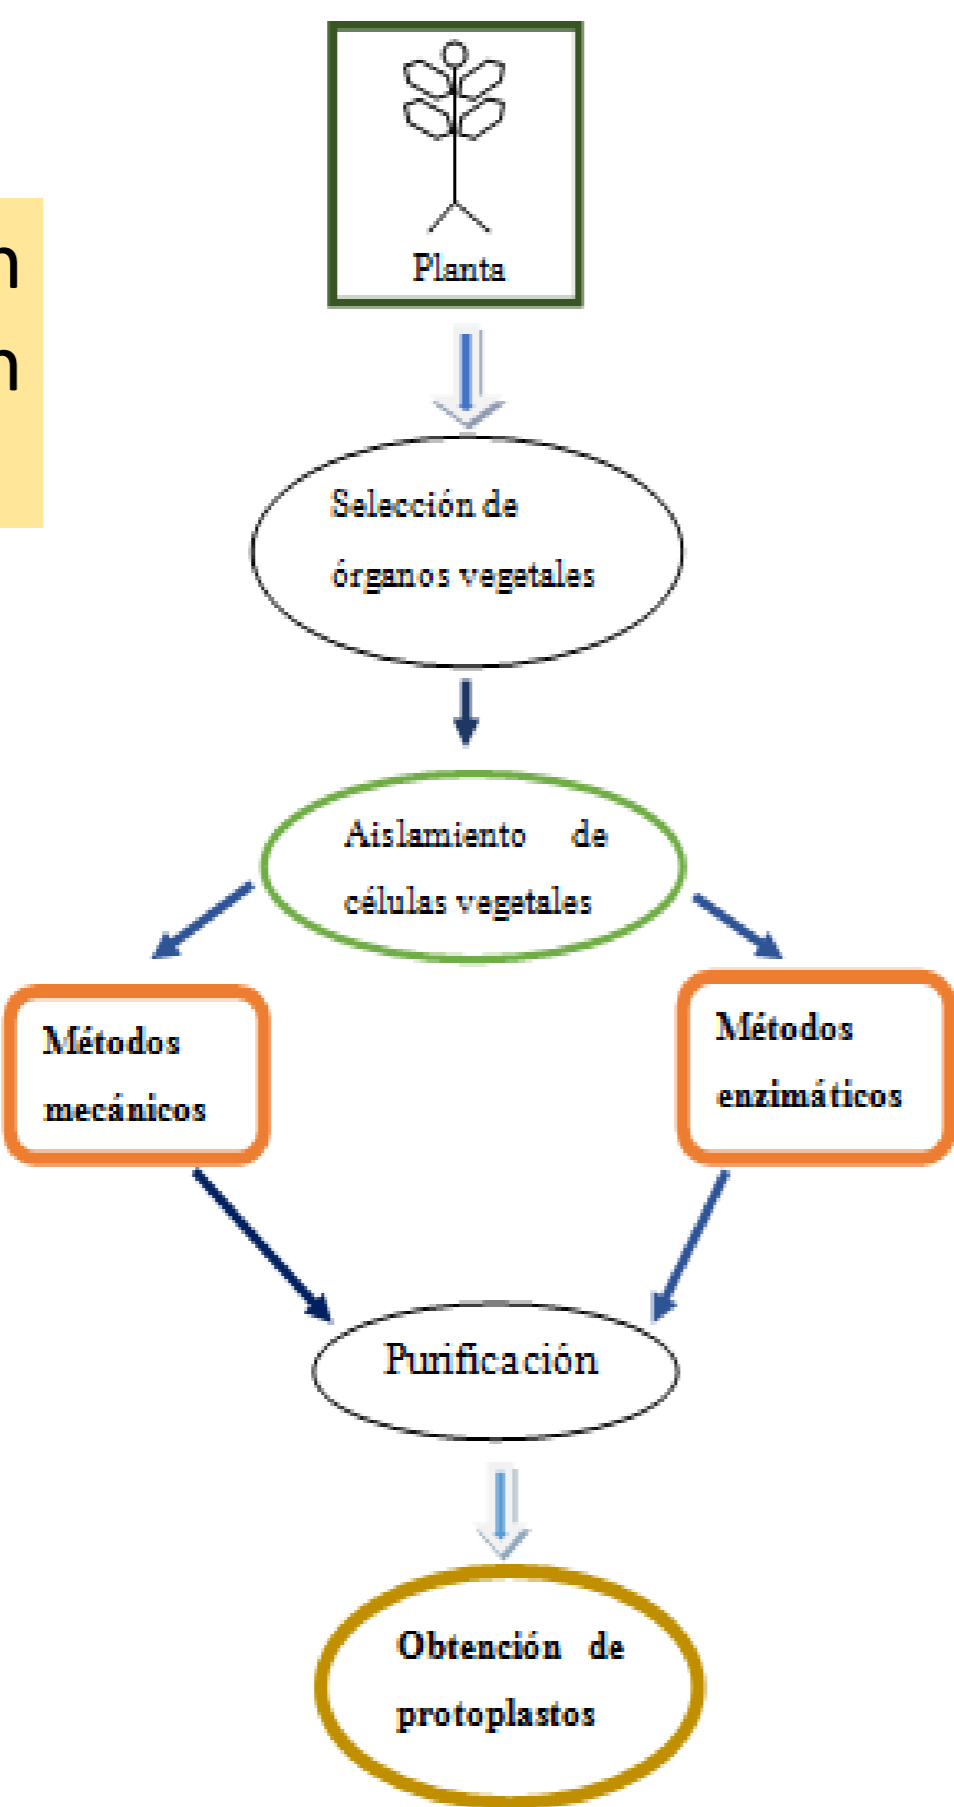 n
n
Planta
Selección de
órganos vegetales
Aislamiento de
células vegetales
Métodos
mecánicos
Métodos
enzimáticos
Purificación
Obtención de
protoplastos